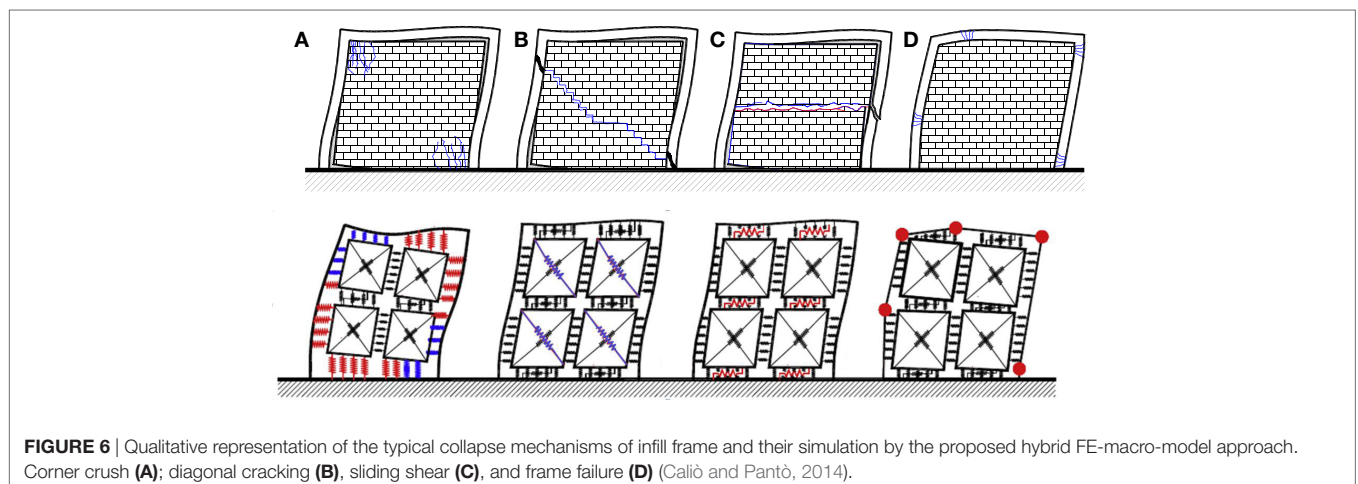 A B C D
FIGURE 6 | Qualitative representation of the typical collapse mechanisms of infill frame and their simulation by the proposed hybrid FE-macro-model approach.
Corner crush (A); diagonal cracking (B), sliding shear (C), and frame failure (D) (Caliò and Pantò, 2014).